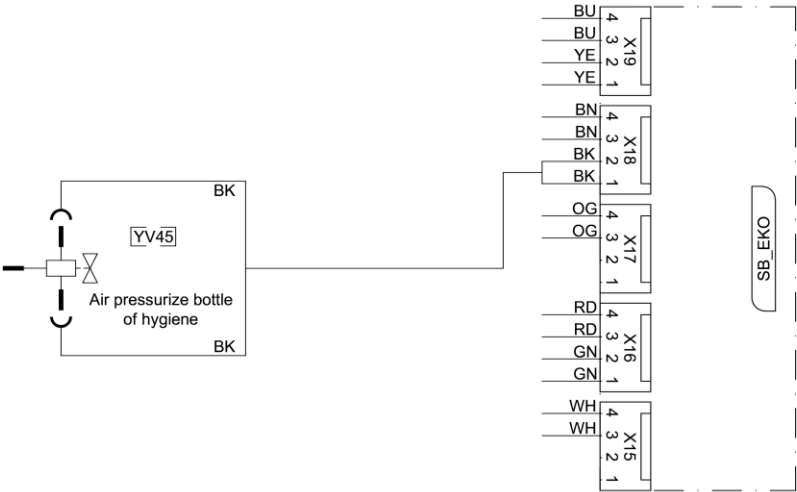 BU 4
BU 3
YE 2
YE 1
X19
BN 4
BN 3
BK 2
BK 1
X18
OG 4
OG 3
2
1
X17
RD 4
RD 3
GN 2
GN 1
X16
WH 4
WH 3
2
1
X15
SB_EKO
BK
YV45
Air pressurize bottle
of hygiene
BK